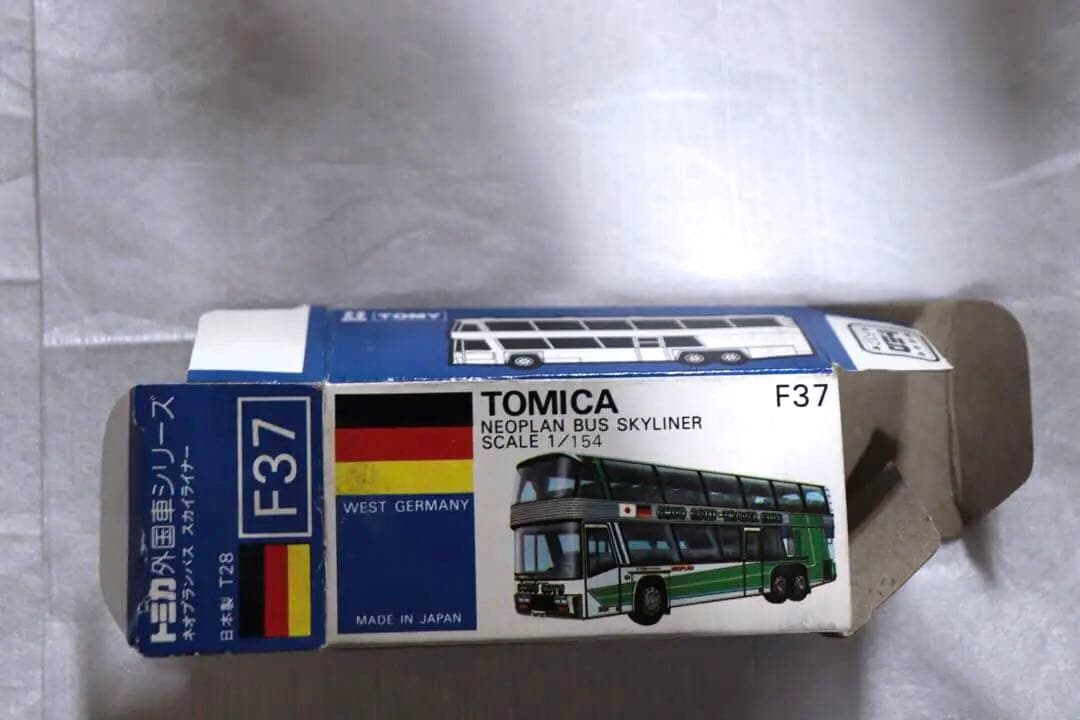 TOMY
TOMICA
NEOPLAN BUS SKYLINER
SCALE 1/154
F37
WEST GERMANY
MADE IN JAPAN
NEOPLAN
トミカ外国車シリーズ
ネオプランバス スカイライナー
日本製 T28
F37